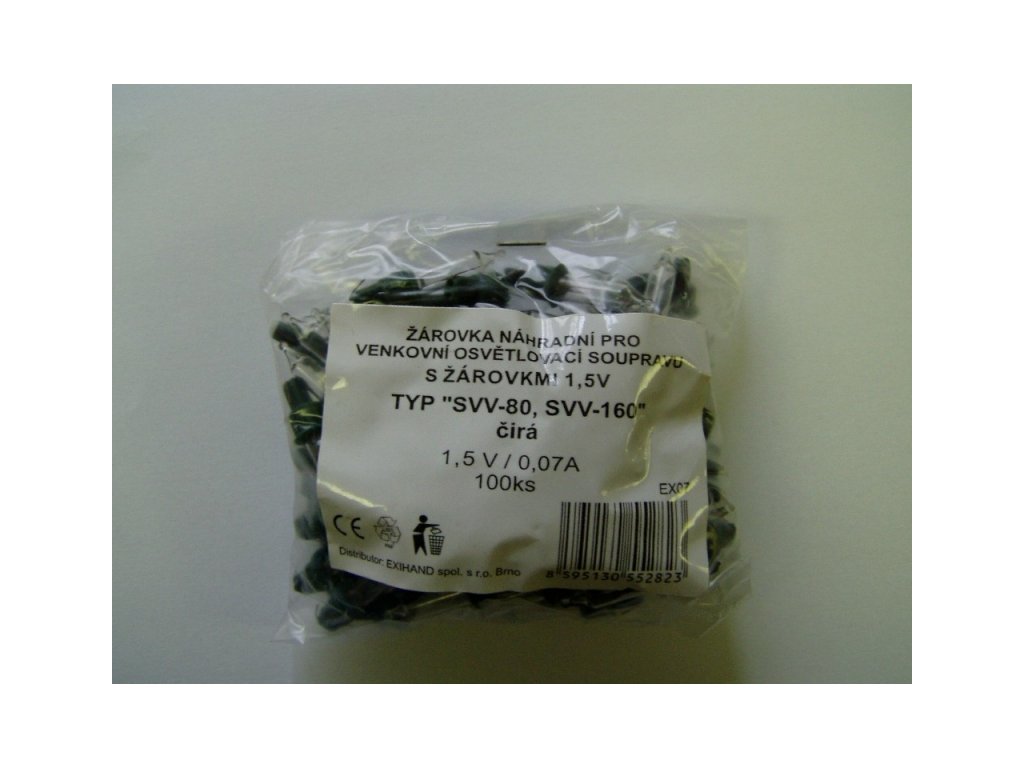 ŽÁROVKA NÁHRADNÍ PRO
VENKOVNÍ OSVĚTLOVACÍ SOUPRAVU
S ŽÁROVKMI 1,5V
TYP "SVV-80, SVV-160"
čirá
1,5 V / 0,07A
100ks
EX07
CE
Distributor: EXIHAND spol. s r.o. Brno
8 595130 552823